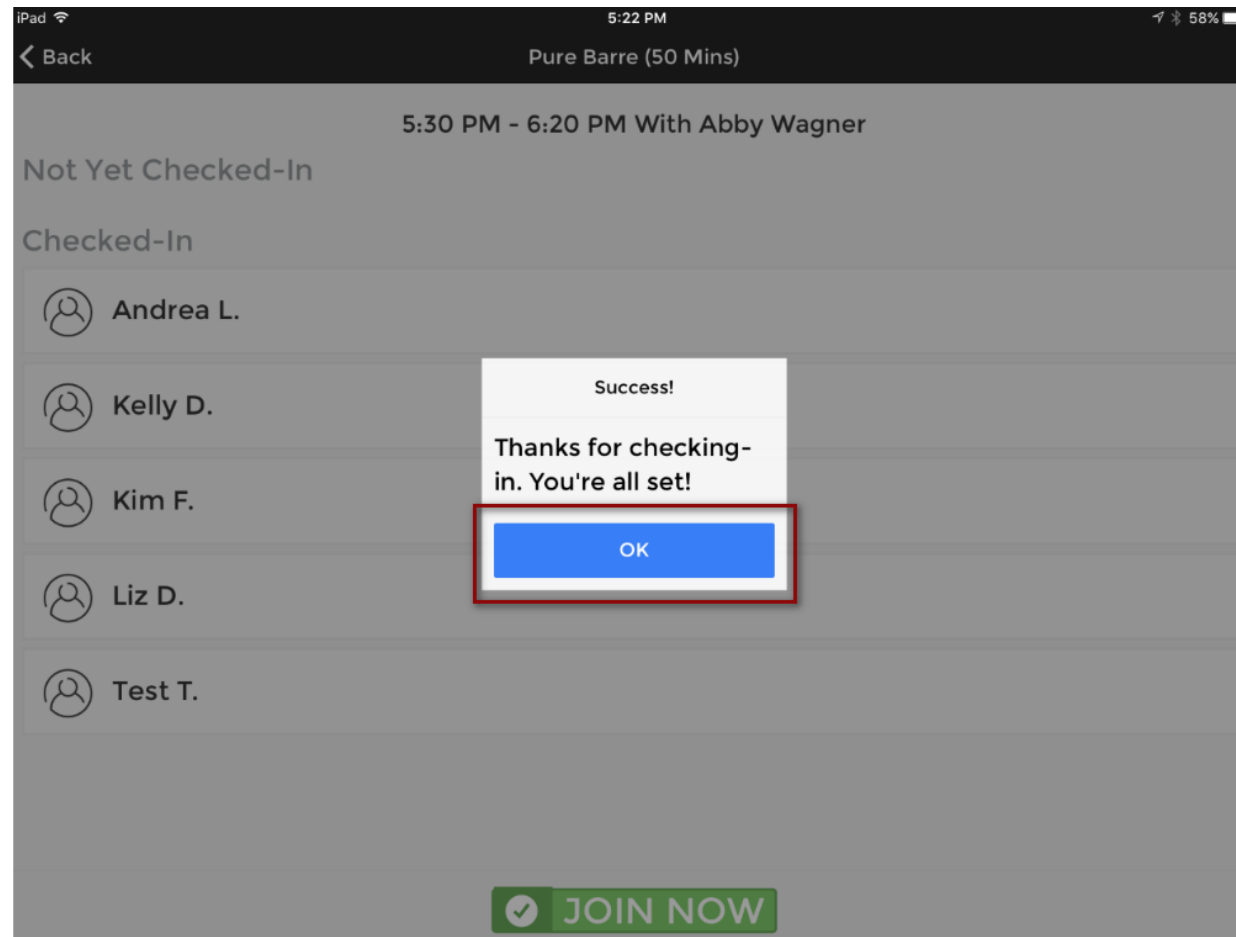 iPad 5:22 PM 58%
Back Pure Barre (50 Mins)
5:30 PM - 6:20 PM With Abby Wagner
Not Yet Checked-In
Checked-In
Andrea L.
Kelly D.
Success!
Thanks for checking-
in. You're all set!
Kim F.
OK
Liz D.
Test T.
JOIN NOW